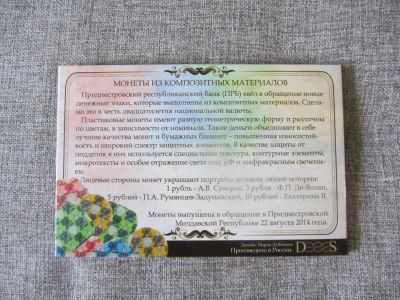 МОНЕТЫ ИЗ КОМПОЗИТНЫХ МАТЕРИАЛОВ
Приднестровский республиканский банк (ПРБ) ввёл в обращение новые
денежные знаки, которые выполнены из композитных материалов. Сдела-
но это в честь двадцатилетия национальной валюты.
Пластиковые монеты имеют разную геометрическую форму и различны
по цветам, в зависимости от номинала. Такие деньги объединяют в себе
лучшие качества монет и бумажных банкнот – повышенная износостой-
кость и широкий спектр защитных элементов. В качестве защиты от
подделок в них используется специальная текстура, контурные элементы,
микротексты и особое отражение света под УФ и инфракрасным свечени-
ем.
Лицевые стороны монет украшают портреты великих людей истории:
1 рубль - А.В. Суворов, 3 рубля - Ф.П. Де-Волан,
5 рублей - П.А. Румянцев-Задунайский, 10 рублей - Екатерина II.
Монеты выпущены в обращение в Приднестровской
Молдавской Республике 22 августа 2014 года.
Дизайн: Мария Дубинина
Произведено в России.